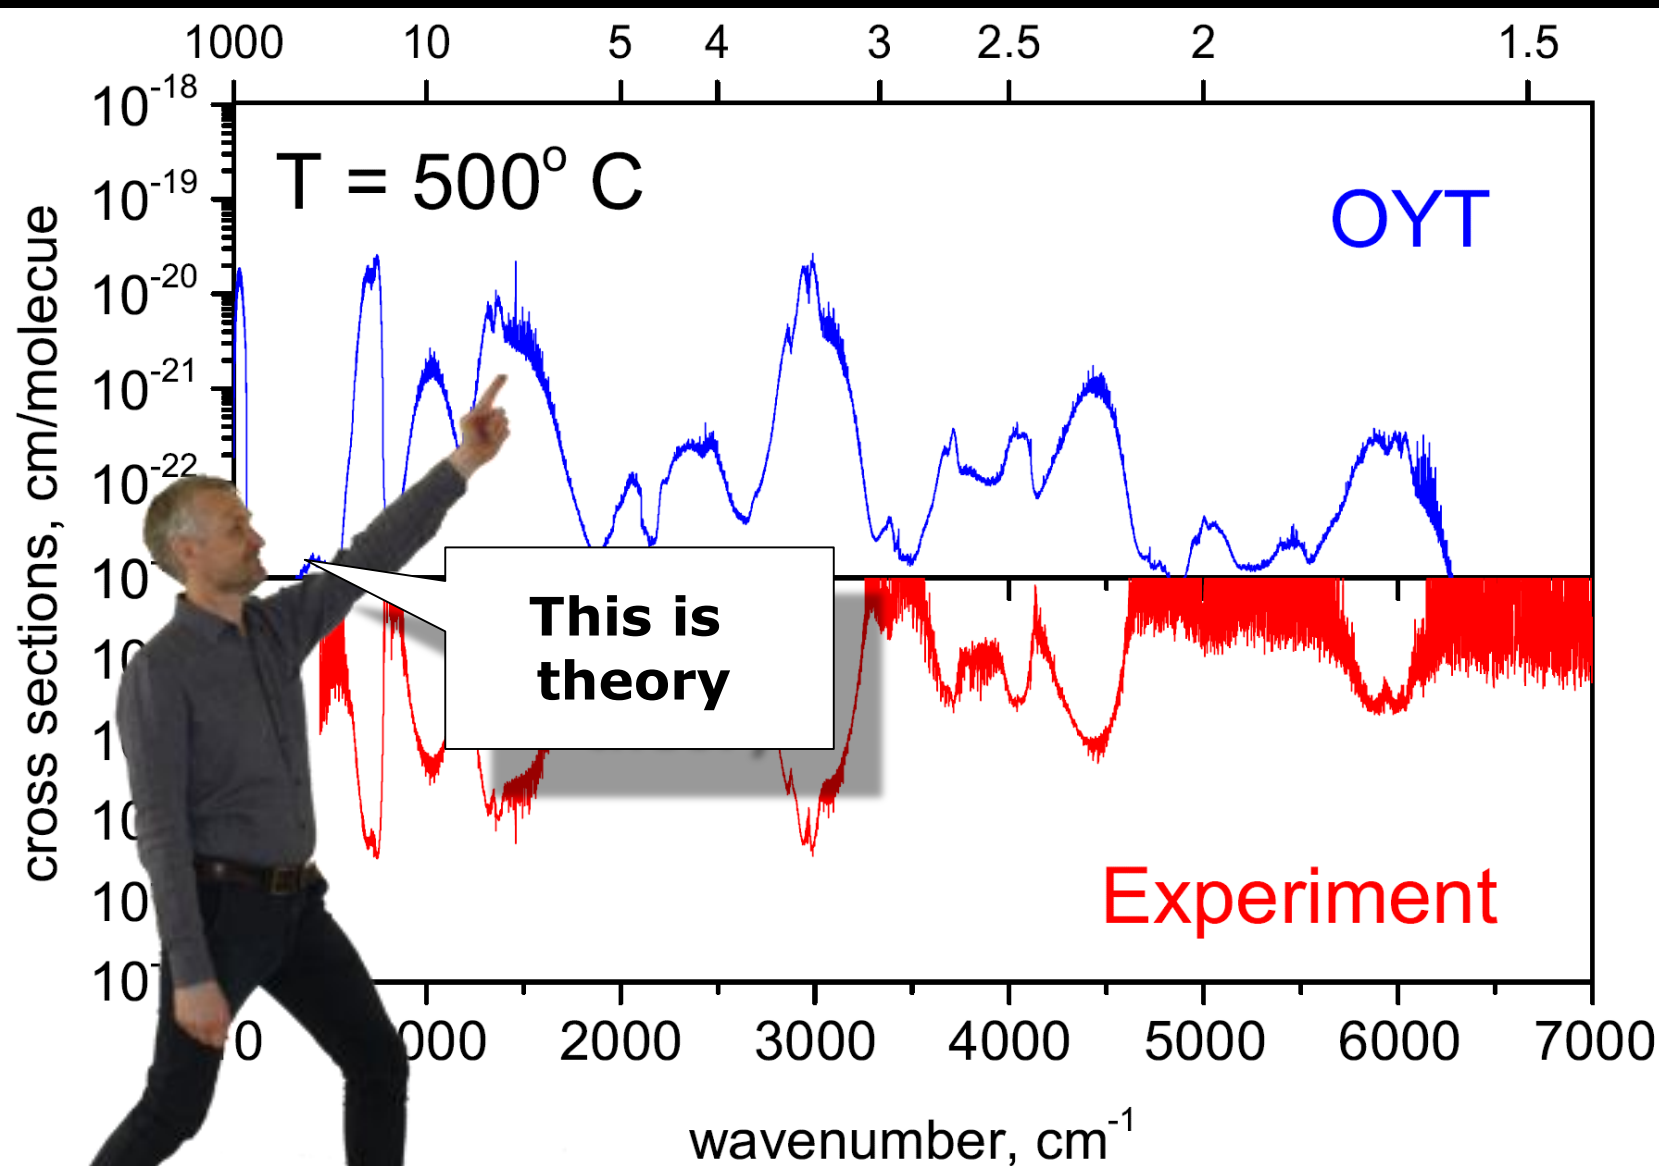 1000 10 5 4 3 2.5 2 1.5
10-18
T = 500o C
10-19
OYT
10-20
10-21
10-22
cross sections, cm/molecue
This is
theory
Experiment
2000 3000 4000 5000 6000 7000
wavenumber, cm-1